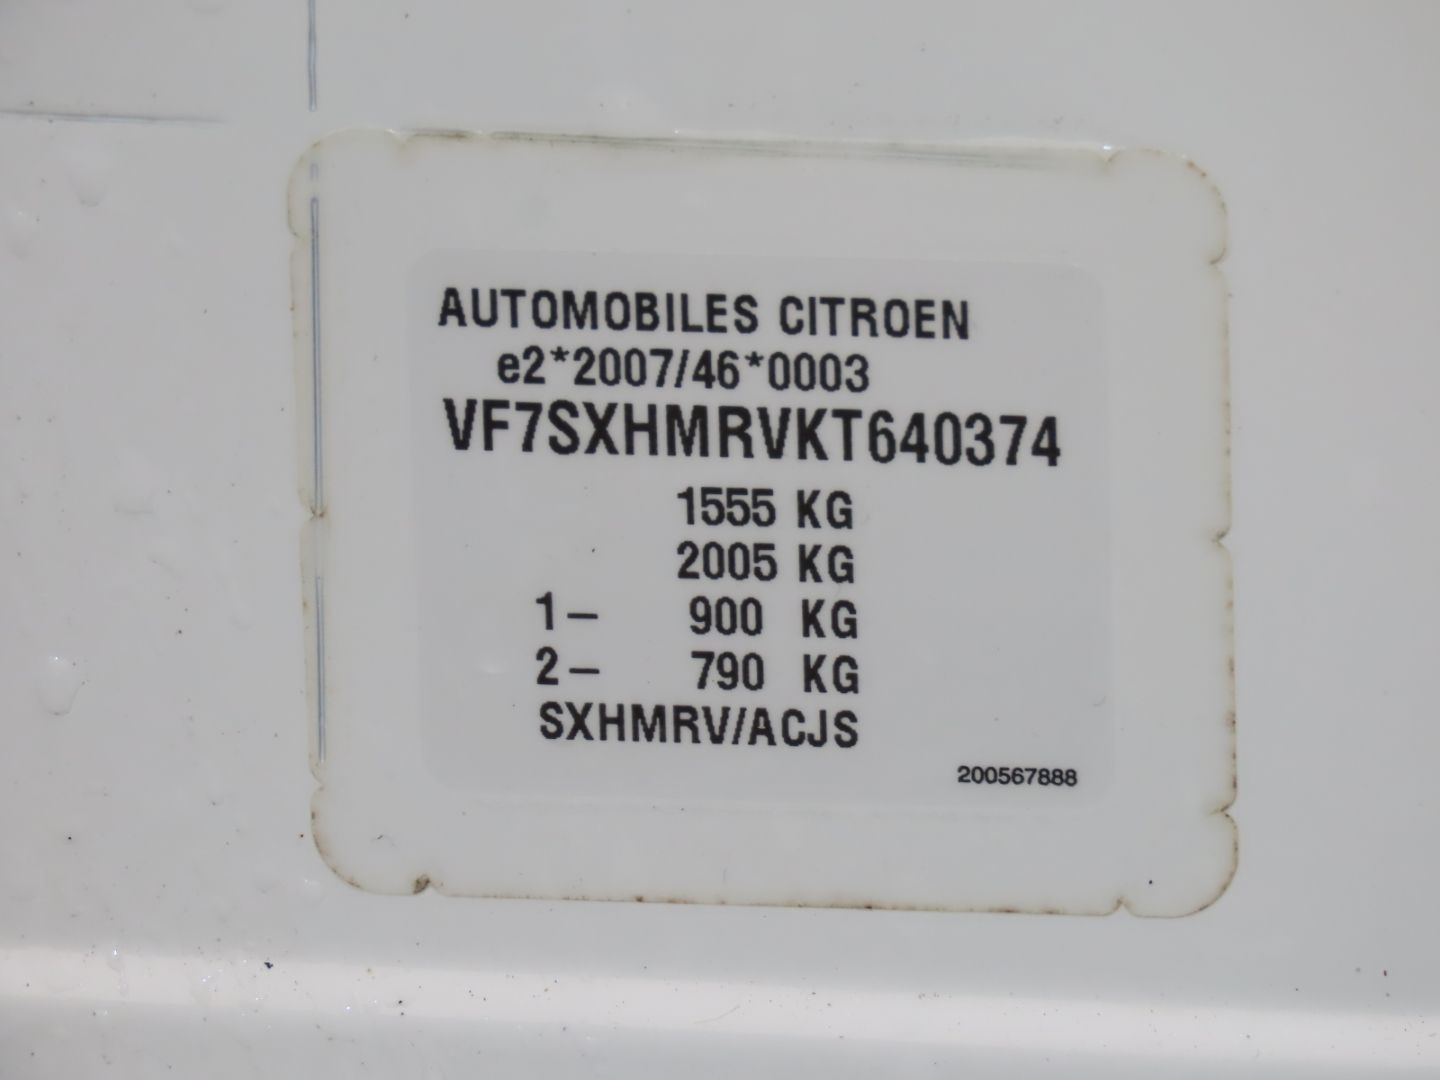 AUTOMOBILES CITROEN
e2*2007/46*0003
VF7SXHMRVKT640374
1555 KG
2005 KG
1- 900 KG
2- 790 KG
SXHMRV/ACJS
200567888